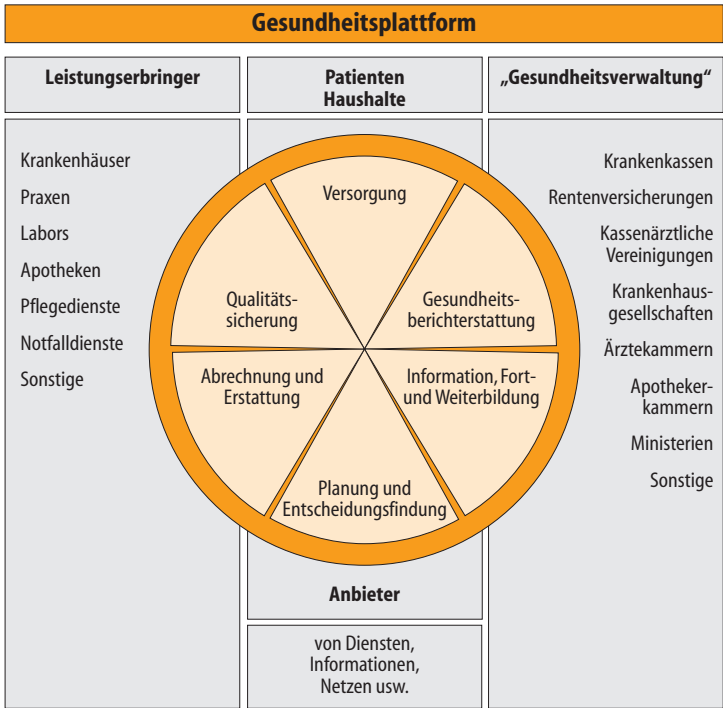 Gesundheitsplattform
Leistungserbringer
Patienten
Haushalte
„Gesundheitsverwaltung“
Krankenhäuser
Praxen
Labors
Apotheken
Pflegedienste
Notfalldienste
Sonstige
Versorgung
Qualitäts-
sicherung
Gesundheits-
berichterstattung
Abrechnung und
Erstattung
Information, Fort-
und Weiterbildung
Planung und
Entscheidungsfindung
Anbieter
von Diensten,
Informationen,
Netzen usw.
Krankenkassen
Rentenversicherungen
Kassenärztliche
Vereinigungen
Krankenhaus-
gesellschaften
Ärztekammern
Apotheker-
kammern
Ministerien
Sonstige